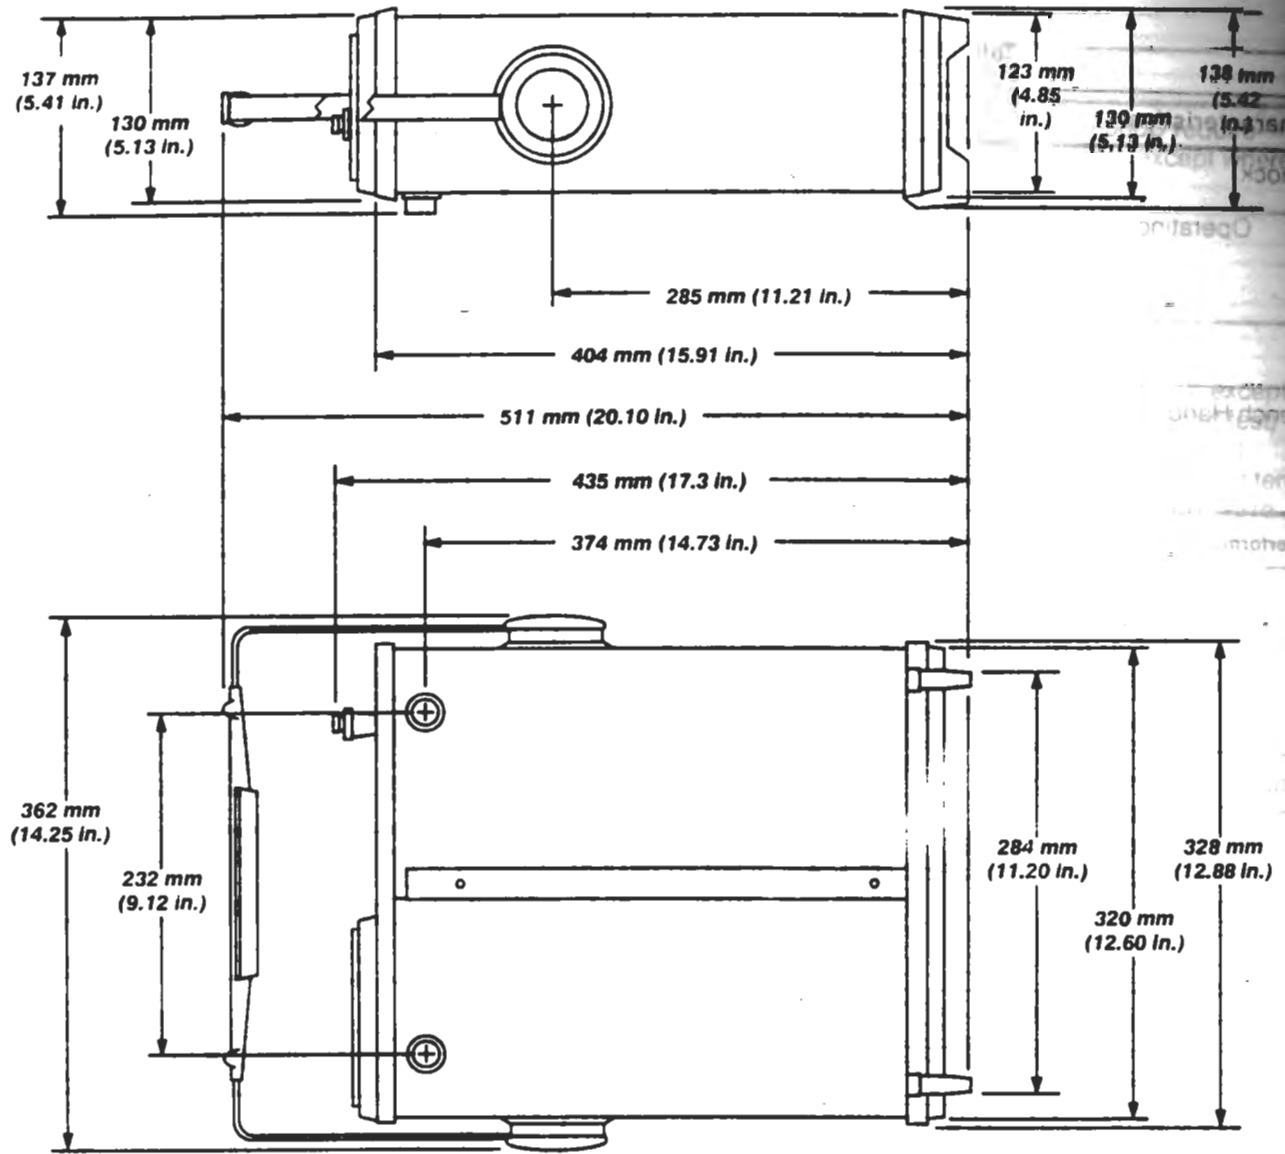 137 mm
(5.41 in.)
130 mm
(5.13 in.)
123 mm
(4.85
in.)
130 mm
(5.13 in.)
138 mm
(5.42
in.)
Operating
285 mm (11.21 in.)
404 mm (15.91 in.)
511 mm (20.10 in.)
435 mm (17.3 in.)
374 mm (14.73 in.)
362 mm
(14.25 in.)
232 mm
(9.12 in.)
284 mm
(11.20 in.)
320 mm
(12.60 in.)
328 mm
(12.88 in.)